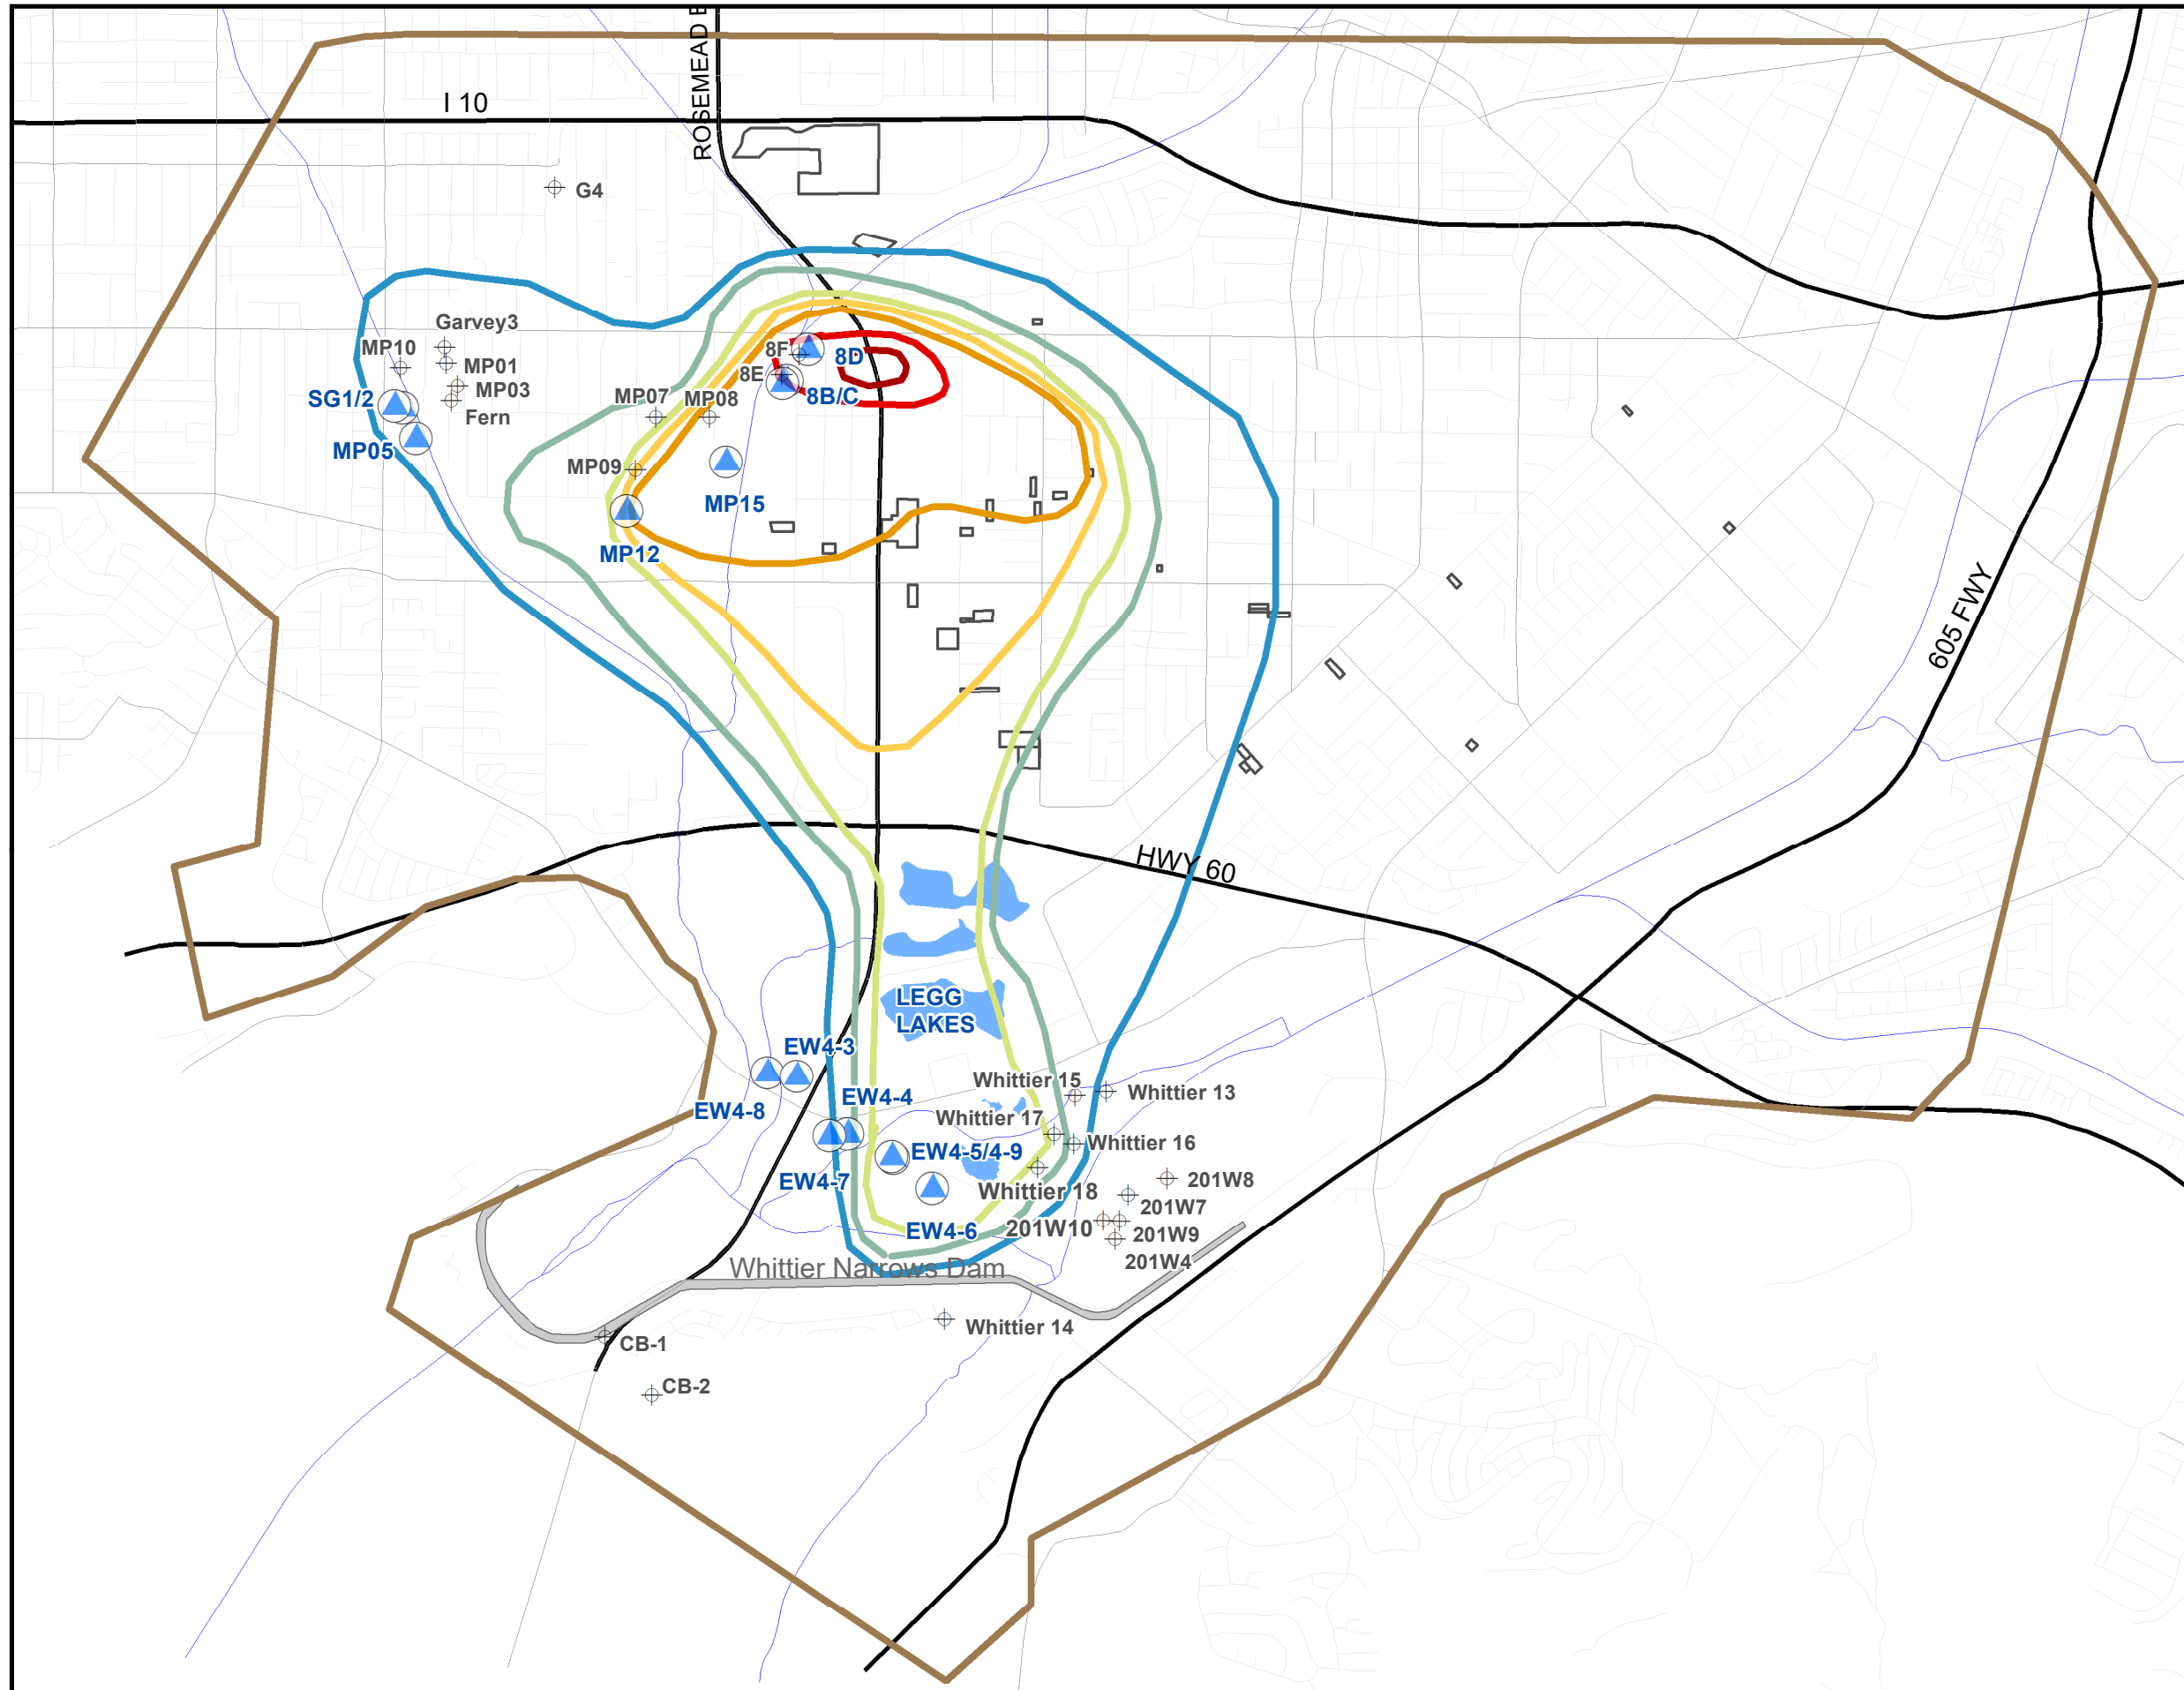 ROSEMEAD
I 10
G4
Garvey3
MP10
MP01
MP03
SG1/2
Fern
MP05
8F
8D
8E
8B/C
MP07
MP08
MP09
MP15
MP12
605 FWY
HWY 60
LEGG
LAKES
EW4-3
EW4-8
EW4-4
Whittier 15
Whittier 13
Whittier 17
Whittier 16
EW4-5/4-9
EW4-7
Whittier 18
201W8
201W7
EW4-6
201W10
201W9
201W4
Whittier Narrows Dam
Whittier 14
CB-1
CB-2